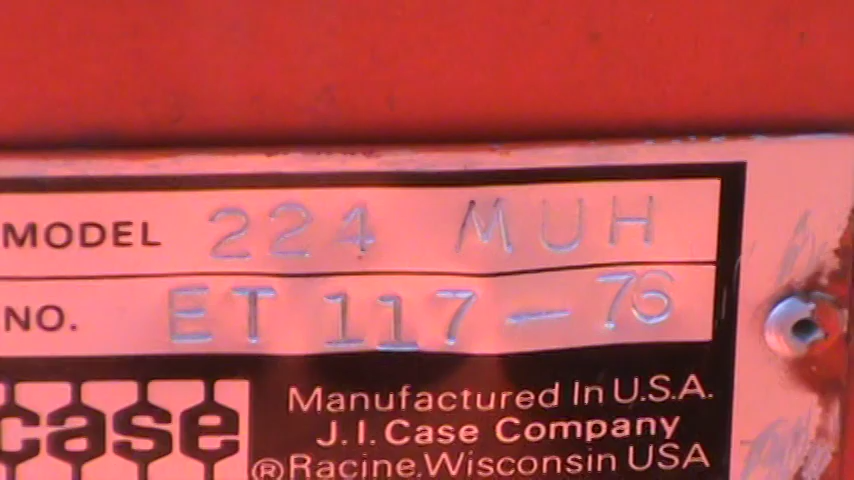 MODEL 224 MUH
NO. ET 117-76
case
Manufactured In U.S.A.
J.I. Case Company
®Racine, Wisconsin USA